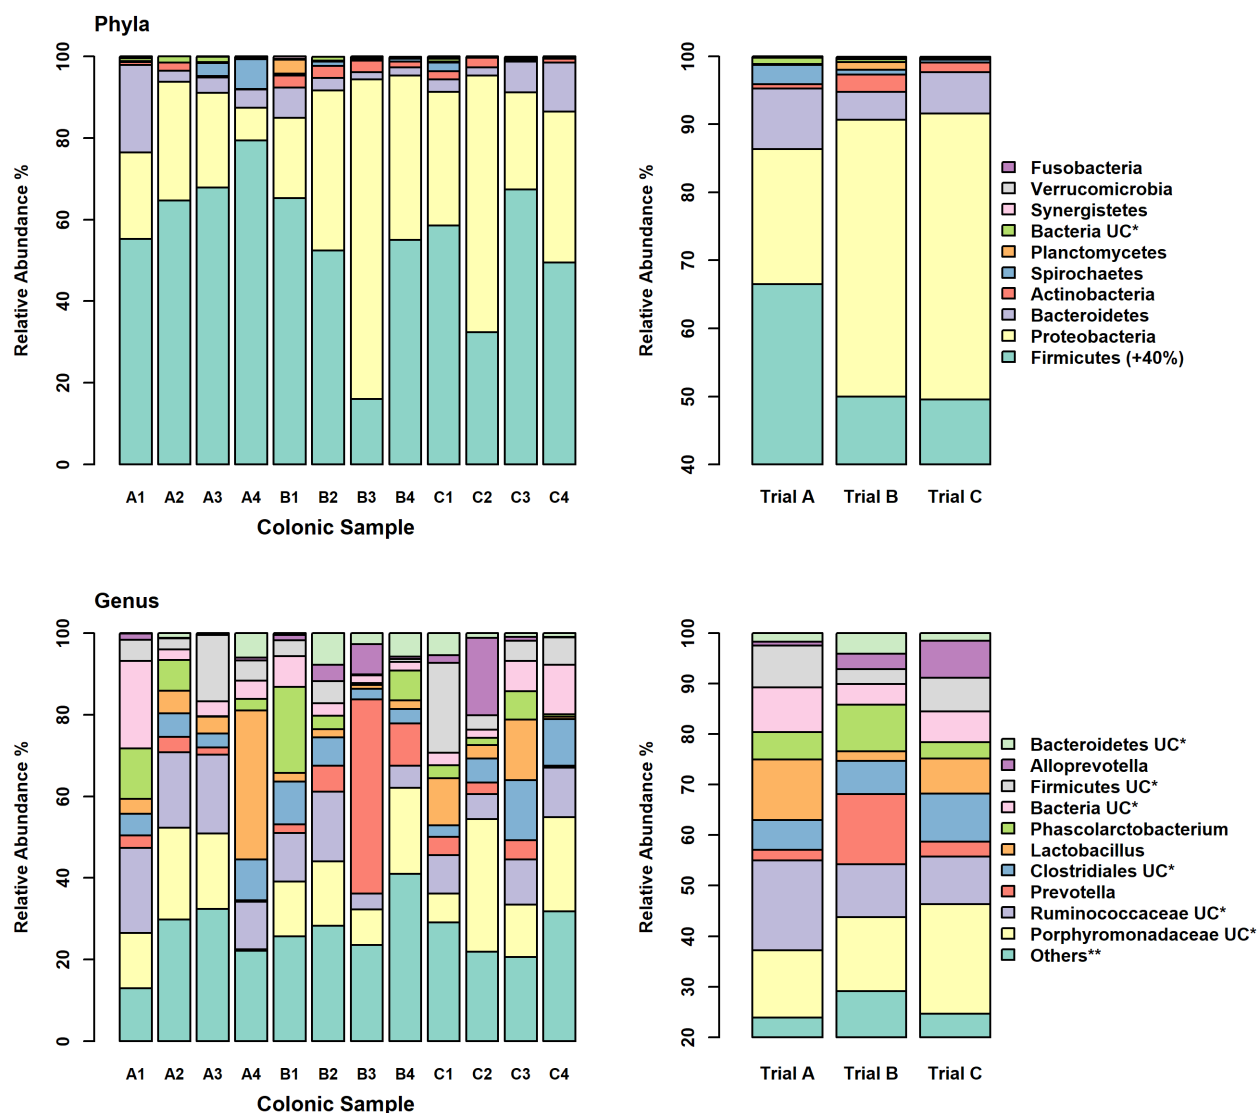 Phyla
Relative Abundance %
0
20
40
60
80
100
A1 A2 A3 A4 B1 B2 B3 B4 C1 C2 C3 C4
Colonic Sample
Relative Abundance %
40
50
60
70
80
90
100
Trial A Trial B Trial C
Fusobacteria
Verrucomicrobia
Synergistetes
Bacteria UC*
Planctomycetes
Spirochaetes
Actinobacteria
Bacteroidetes
Proteobacteria
Firmicutes (+40%)
Genus
Relative Abundance %
0
20
40
60
80
100
A1 A2 A3 A4 B1 B2 B3 B4 C1 C2 C3 C4
Colonic Sample
Relative Abundance %
20
30
40
50
60
70
80
90
100
Trial A Trial B Trial C
Bacteroidetes UC*
Alloprevotella
Firmicutes UC*
Bacteria UC*
Phascolarctobacterium
Lactobacillus
Clostridiales UC*
Prevotella
Ruminococcaceae UC*
Porphyromonadaceae UC*
Others**